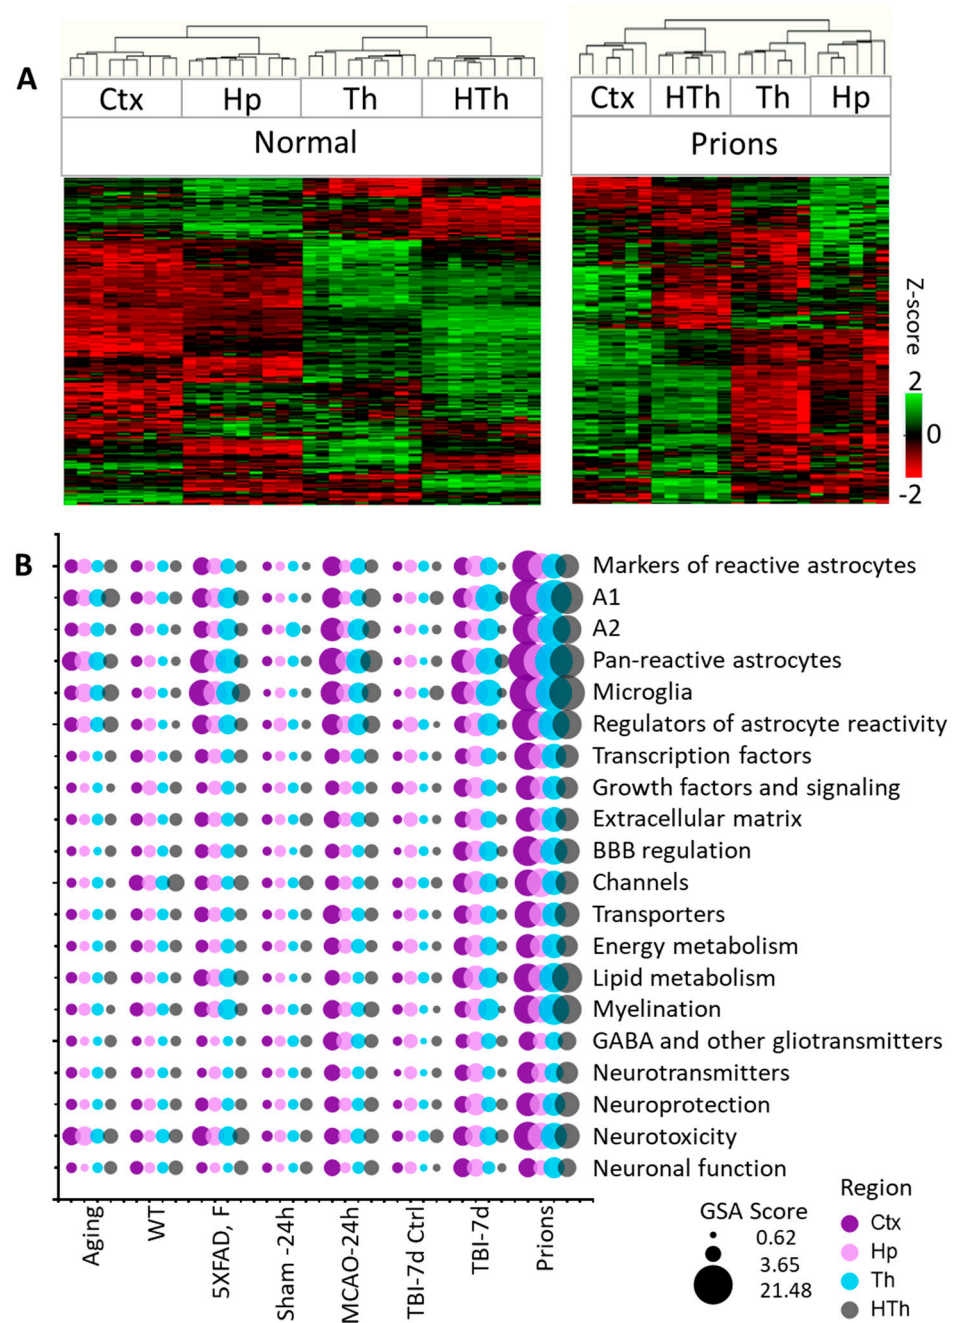 A
Ctx Hp Th HTh
Normal
Ctx HTh Th Hp
Prions
Z-score
2
0
-2
B
Markers of reactive astrocytes
A1
A2
Pan-reactive astrocytes
Microglia
Regulators of astrocyte reactivity
Transcription factors
Growth factors and signaling
Extracellular matrix
BBB regulation
Channels
Transporters
Energy metabolism
Lipid metabolism
Myelination
GABA and other gliotransmitters
Neurotransmitters
Neuroprotection
Neurotoxicity
Neuronal function
Aging
WT
5XFAD, F
Sham -24h
MCAO-24h
TBI-7d Ctrl
TBI-7d
Prions
GSA Score
0.62
3.65
21.48
Region
Ctx
Hp
Th
HTh